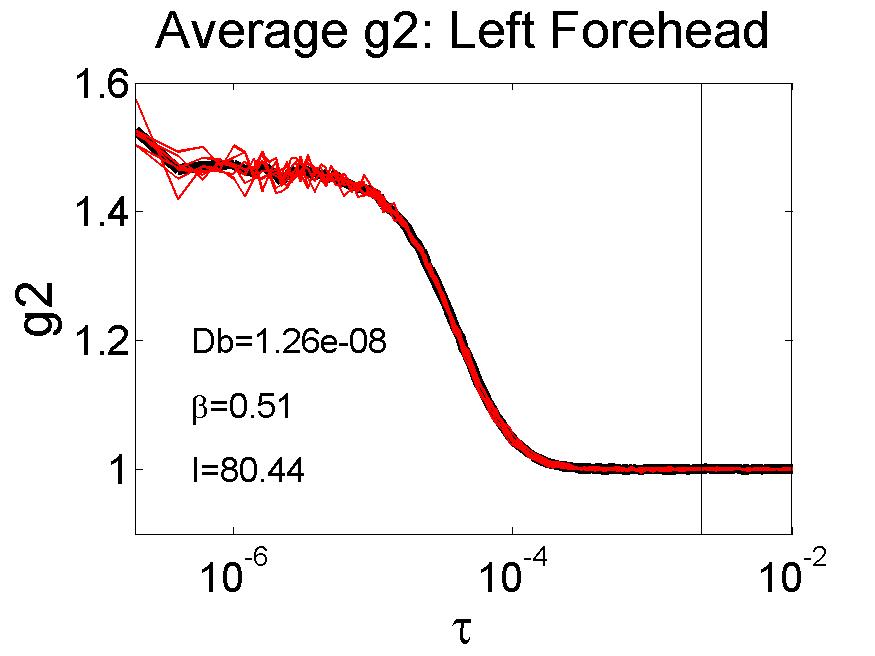 Average g2: Left Forehead
1.6
1.4
1.2
1
g2
Db=1.26e-08
β=0.51
I=80.44
10^-6
10^-4
10^-2
τ